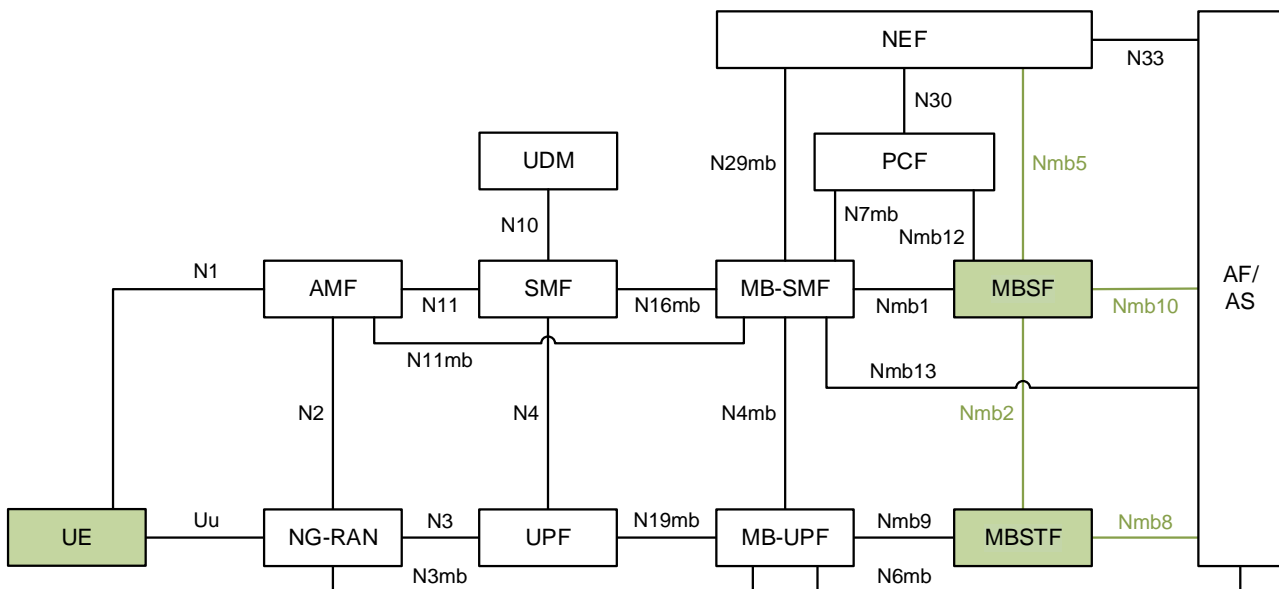 NEF
N33
N30
UDM
PCF
N29mb
Nmb5
N7mb
N10
Nmb12
N1
AMF
N11
SMF
N16mb
MB-SMF
Nmb1
MBSF
Nmb10
AF/
AS
N11mb
Nmb13
N2
N4
N4mb
Nmb2
UE
Uu
NG-RAN
N3
UPF
N19mb
MB-UPF
Nmb9
MBSTF
Nmb8
N3mb
N6mb